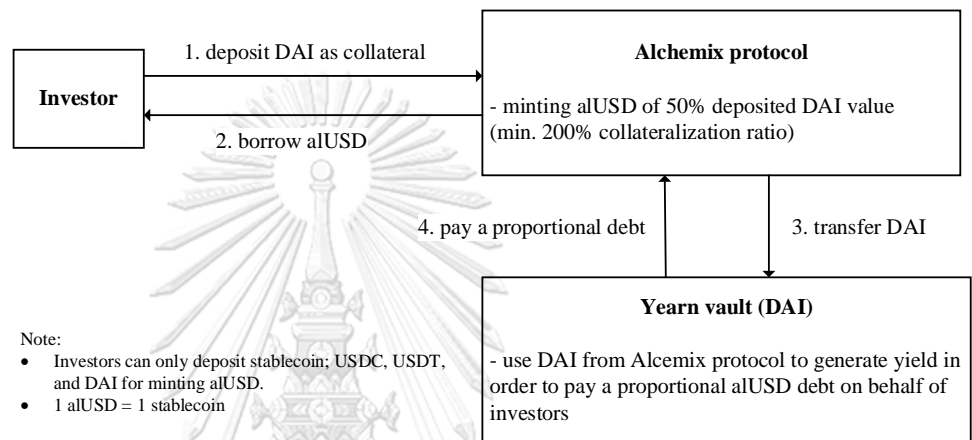 1. deposit DAI as collateral
Investor
2. borrow alUSD
Alchemix protocol
- minting alUSD of 50% deposited DAI value
(min. 200% collateralization ratio)
4. pay a proportional debt
3. transfer DAI
Yearn vault (DAI)
- use DAI from Alcemix protocol to generate yield in
order to pay a proportional alUSD debt on behalf of
investors
Note:
• Investors can only deposit stablecoin; USDC, USDT,
and DAI for minting alUSD.
• 1 alUSD = 1 stablecoin